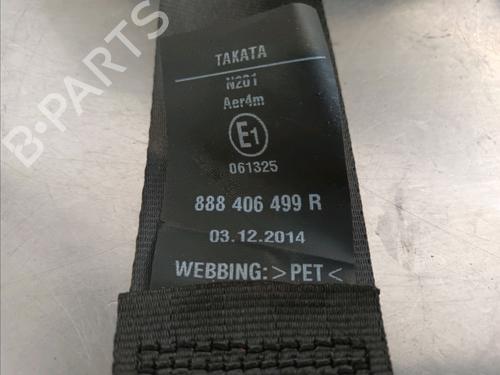 TAKATA
N201
Aer4m
E1
061325
888 406 499 R
03.12.2014
WEBBING: >PET<
B-PARTS